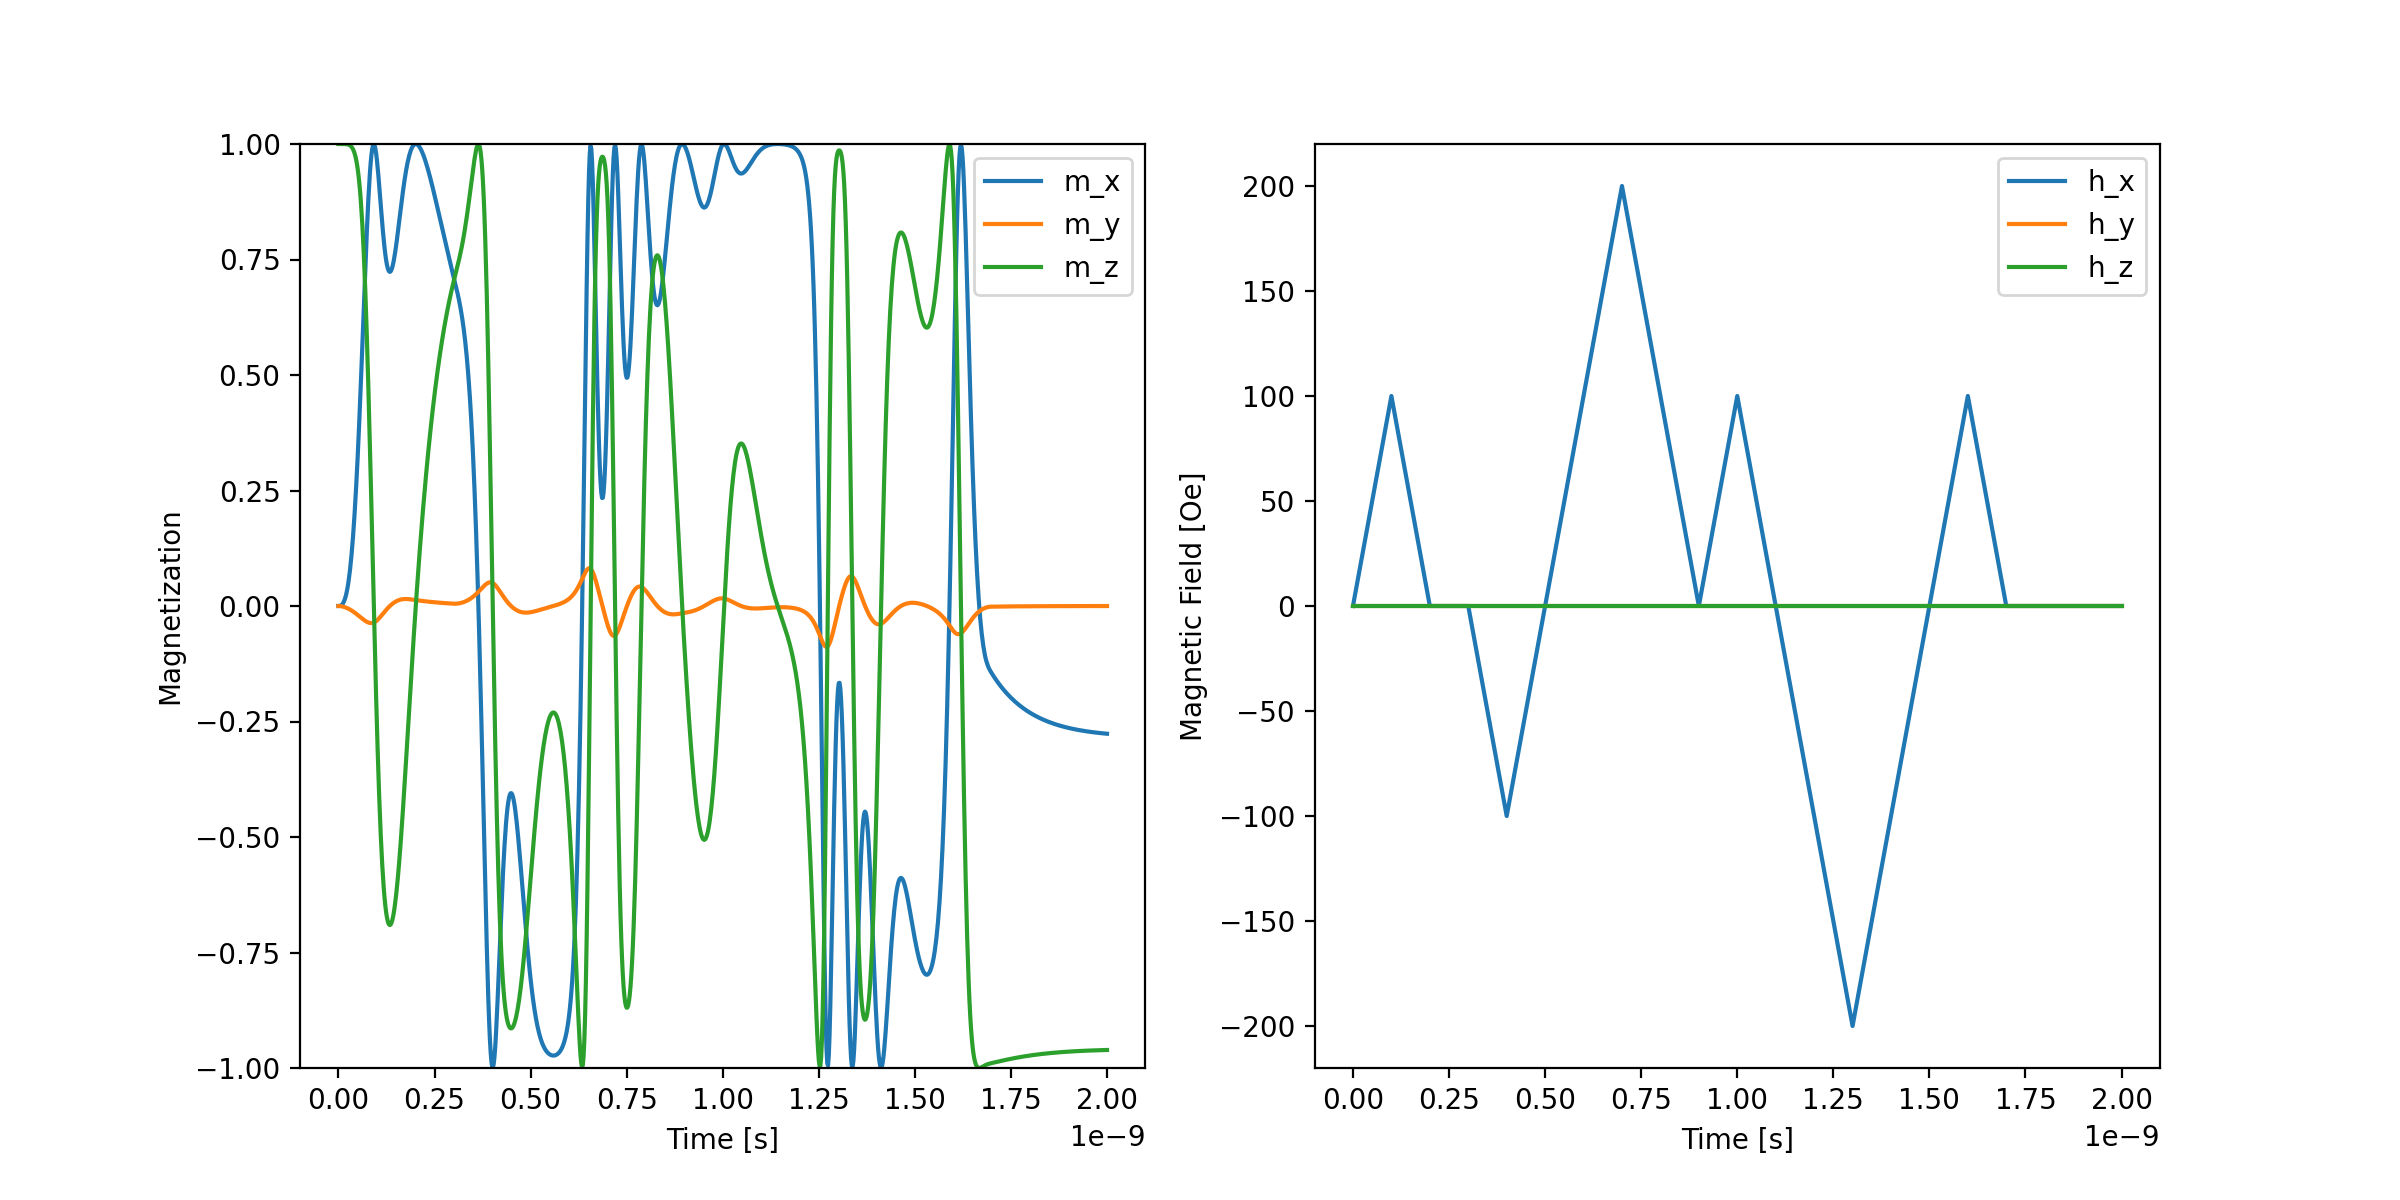 Magnetization
1.00
0.75
0.50
0.25
0.00
−0.25
−0.50
−0.75
−1.00
m_x
m_y
m_z
0.00 0.25 0.50 0.75 1.00 1.25 1.50 1.75 2.00
Time [s]
1e−9
Magnetic Field [Oe]
200
150
100
50
0
−50
−100
−150
−200
h_x
h_y
h_z
0.00 0.25 0.50 0.75 1.00 1.25 1.50 1.75 2.00
Time [s]
1e−9